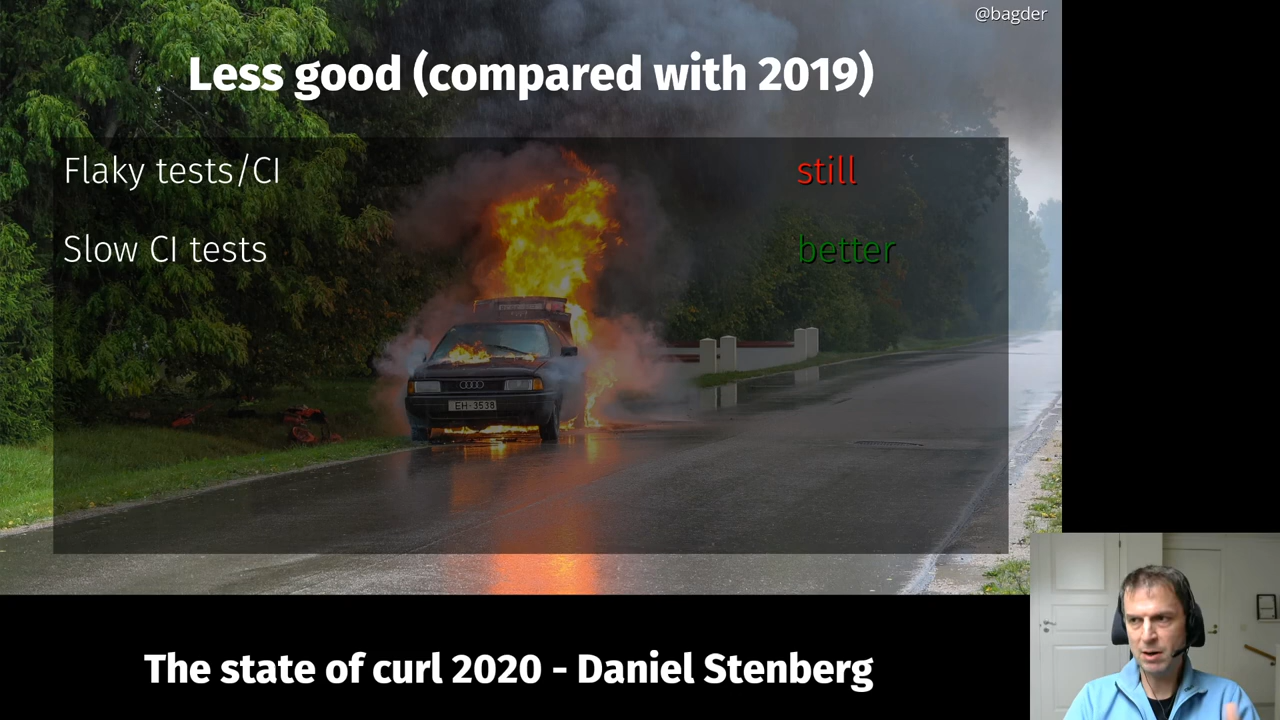 @bagder
Less good (compared with 2019)
Flaky tests/CI still
Slow CI tests better
EH 3538
The state of curl 2020 - Daniel Stenberg